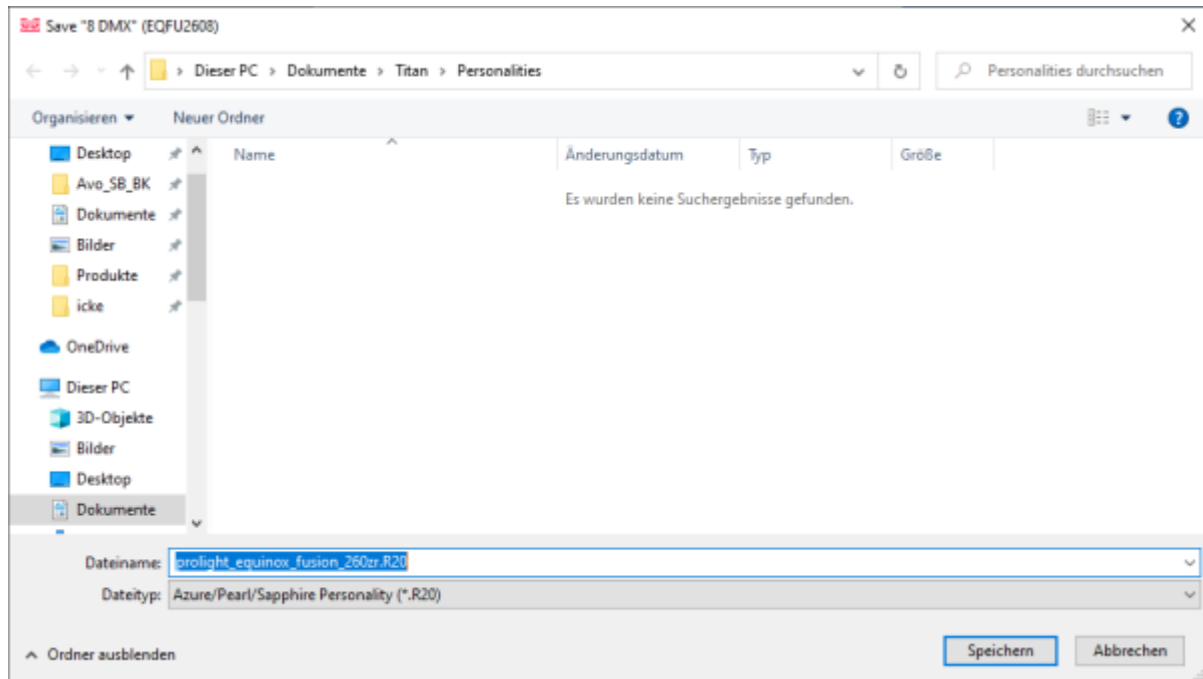 Save "8 DMX" (EQFU2608)
Dieser PC > Dokumente > Titan > Personalities
Personalities durchsuchen
Organisieren
Neuer Ordner
Desktop
Avo_SB_BK
Dokumente
Bilder
Produkte
icke
OneDrive
Dieser PC
3D-Objekte
Bilder
Desktop
Dokumente
Name
Änderungsdatum
Typ
Größe
Es wurden keine Suchergebnisse gefunden.
Dateiname: prolight_equinox_fusion_260zr.R20
Dateityp: Azure/Pearl/Sapphire Personality (*.R20)
Ordner ausblenden
Speichern
Abbrechen